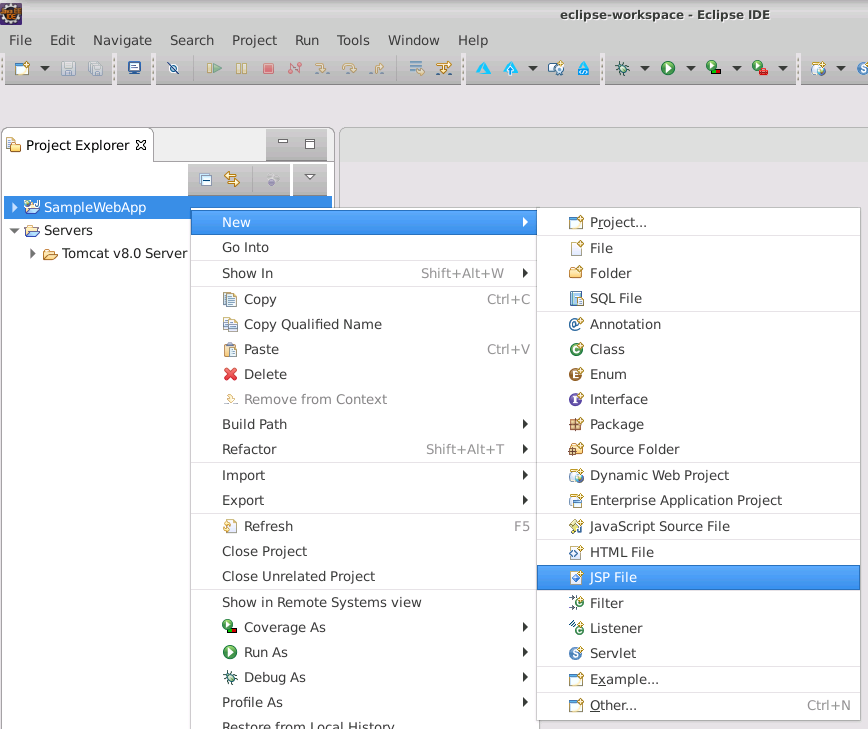 eclipse-workspace - Eclipse IDE
File Edit Navigate Search Project Run Tools Window Help
Project Explorer
SampleWebApp
Servers
Tomcat v8.0 Server
New
Go Into
Show In Shift+Alt+W
Copy Ctrl+C
Copy Qualified Name
Paste Ctrl+V
Delete
Remove from Context
Build Path
Refactor Shift+Alt+T
Import
Export
Refresh F5
Close Project
Close Unrelated Project
Show in Remote Systems view
Coverage As
Run As
Debug As
Profile As
Restore from Local History
Project...
File
Folder
SQL File
Annotation
Class
Enum
Interface
Package
Source Folder
Dynamic Web Project
Enterprise Application Project
JavaScript Source File
HTML File
JSP File
Filter
Listener
Servlet
Example...
Other... Ctrl+N